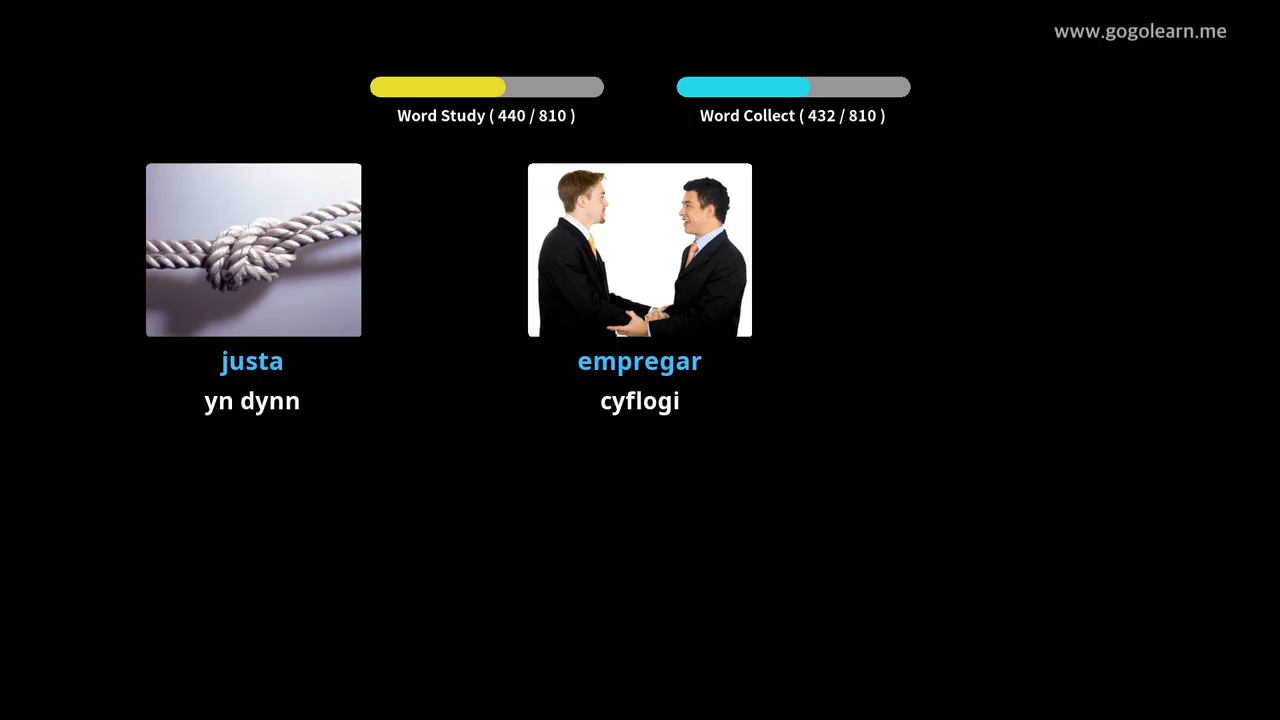 www.gogolearn.me
Word Study ( 440 / 810 )
Word Collect ( 432 / 810 )
justa
yn dynn
empregar
cyflogi